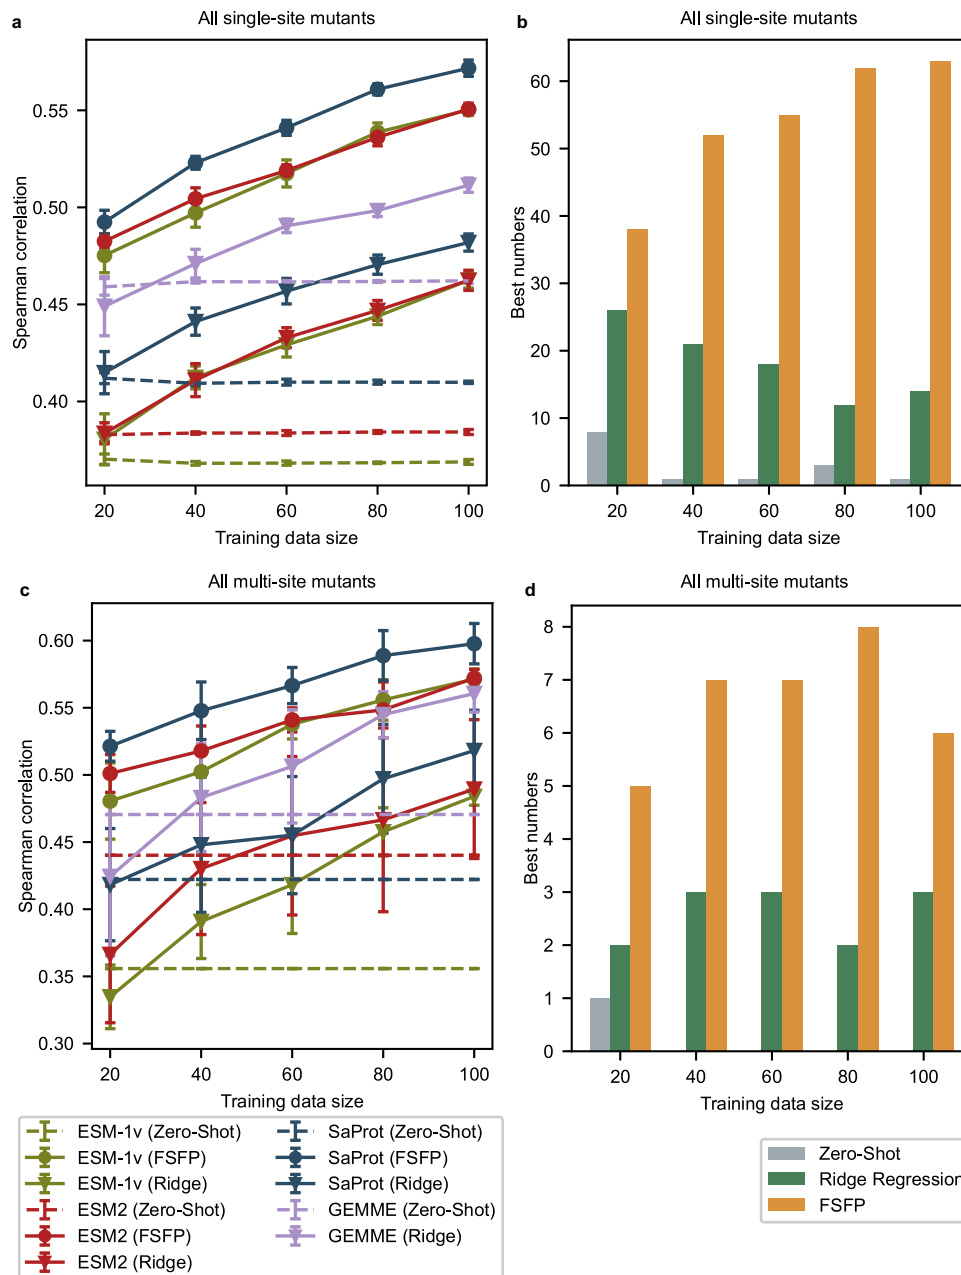 a
All single-site mutants
Spearman correlation
0.55
0.50
0.45
0.40
20
40
60
80
100
Training data size
b
All single-site mutants
Best numbers
60
50
40
30
20
10
0
20
40
60
80
100
Training data size
c
All multi-site mutants
Spearman correlation
0.60
0.55
0.50
0.45
0.40
0.35
0.30
20
40
60
80
100
Training data size
d
All multi-site mutants
Best numbers
8
7
6
5
4
3
2
1
0
20
40
60
80
100
Training data size
ESM-1v (Zero-Shot)
ESM-1v (FSFP)
ESM-1v (Ridge)
ESM2 (Zero-Shot)
ESM2 (FSFP)
ESM2 (Ridge)
SaProt (Zero-Shot)
SaProt (FSFP)
SaProt (Ridge)
GEMME (Zero-Shot)
GEMME (Ridge)
Zero-Shot
Ridge Regression
FSFP